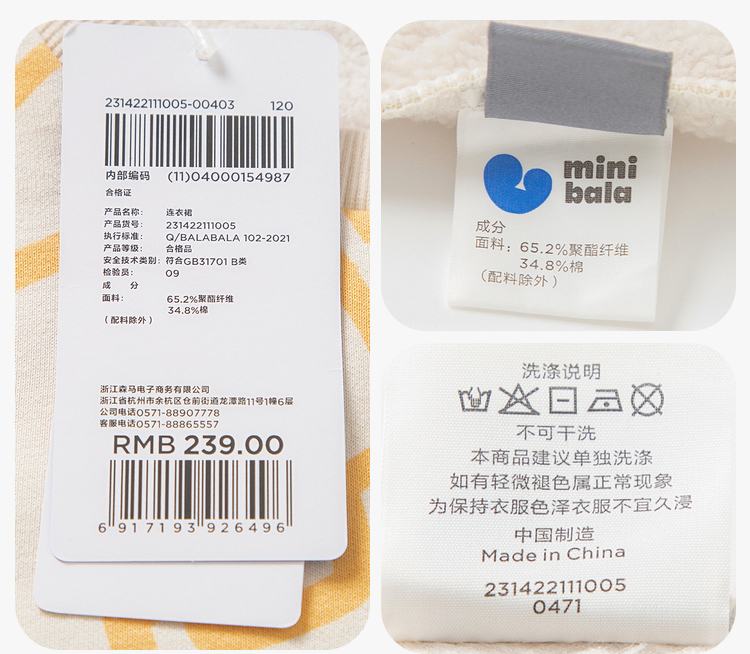 231422111005-00403 120
内部编码 (11)04000154987
合格证
产品名称: 连衣裙
产品货号: 231422111005
执行标准: Q/BALABALA 102-2021
产品等级: 合格品
安全技术类别: 符合GB31701 B类
检验员: 09
成 分
面料: 65.2%聚酯纤维
34.8%棉
(配料除外)
浙江森马电子商务有限公司
浙江省杭州市余杭区仓前街道龙潭路11号1幢6层
公司电话0571-88907778
客服电话0571-88865557
RMB 239.00
6 917193 926496
mini
bala
成分
面料: 65.2%聚酯纤维
34.8%棉
(配料除外)
洗涤说明
不可干洗
本商品建议单独洗涤
如有轻微褪色属正常现象
为保持衣服色泽衣服不宜久浸
中国制造
Made in China
231422111005
0471